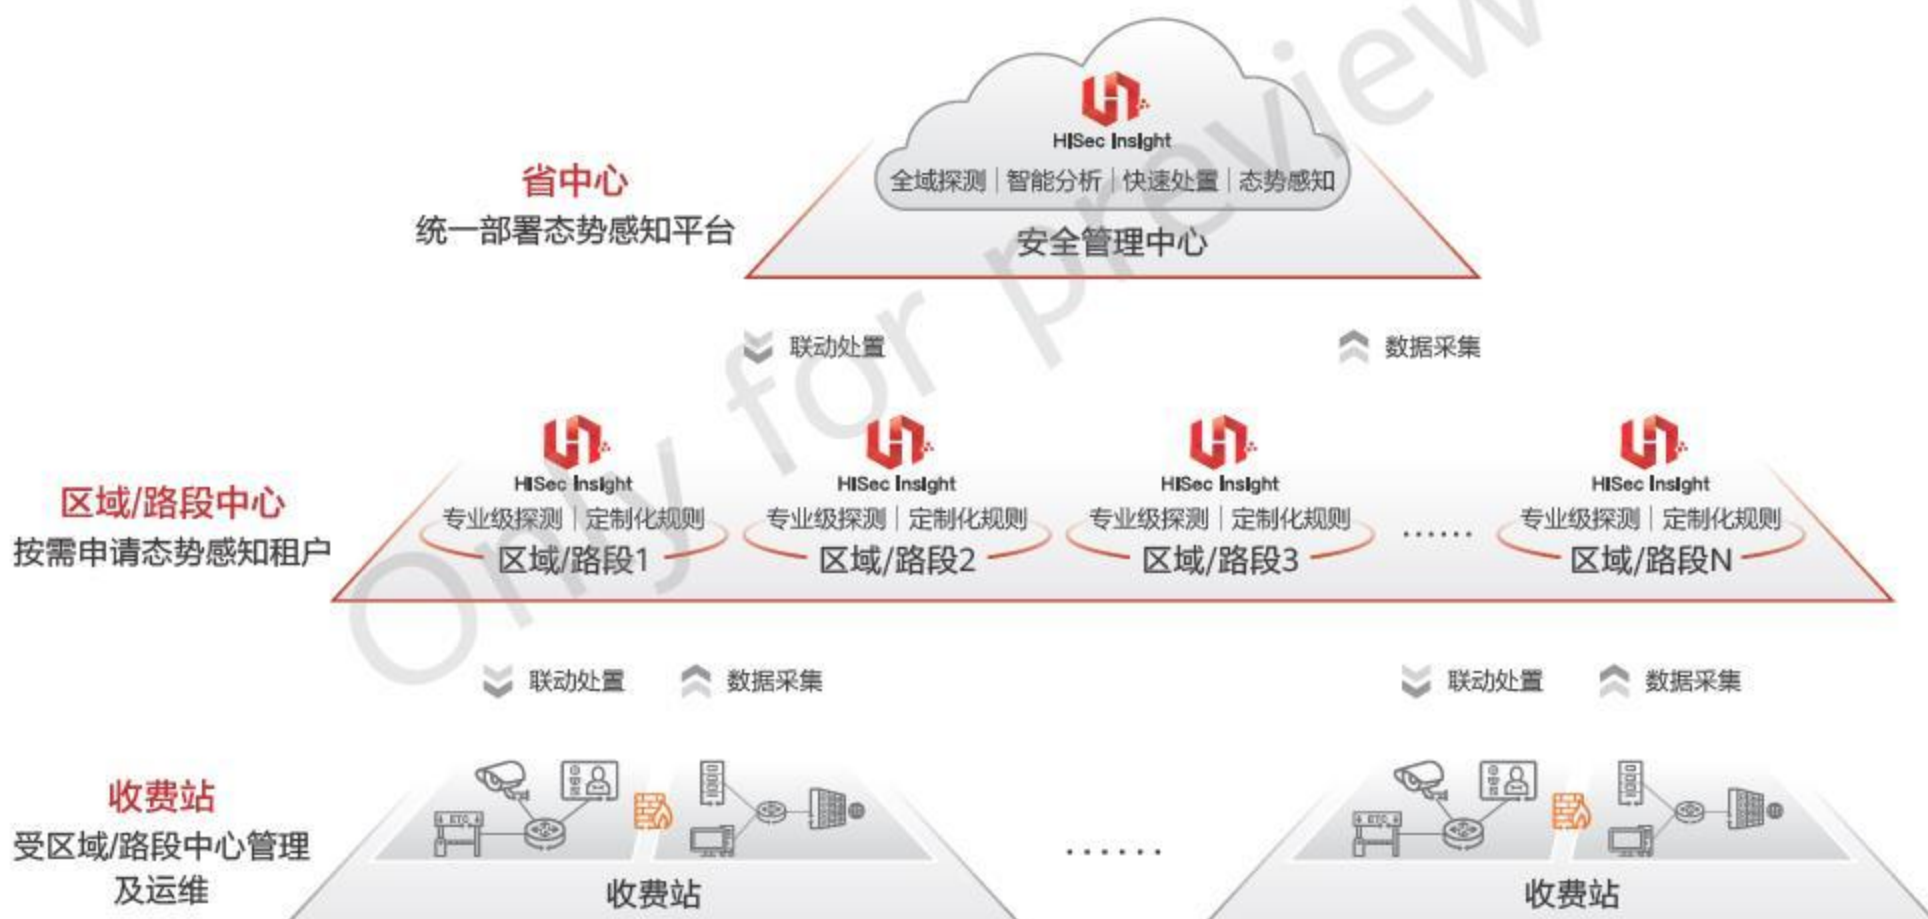 Only for preview
HiSec Insight
全域探测｜智能分析｜快速处置｜态势感知
安全管理中心
省中心
统一部署态势感知平台
联动处置
数据采集
HiSec Insight
HiSec Insight
HiSec Insight
HiSec Insight
专业级探测｜定制化规则
专业级探测｜定制化规则
专业级探测｜定制化规则
专业级探测｜定制化规则
区域/路段1
区域/路段2
区域/路段3
......
区域/路段N
区域/路段中心
按需申请态势感知租户
联动处置
数据采集
联动处置
数据采集
收费站
受区域/路段中心管理
及运维
ETC
收费站
......
ETC
收费站